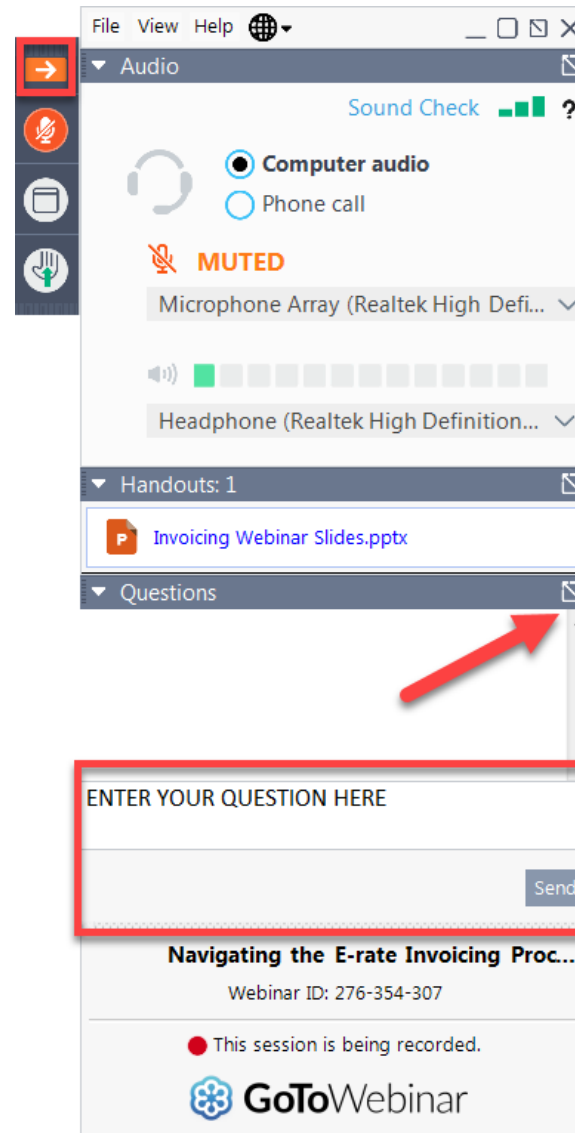 File View Help
Audio
Sound Check ?
Computer audio
Phone call
MUTED
Microphone Array (Realtek High Defi...
Headphone (Realtek High Definition...
Handouts: 1
P Invoicing Webinar Slides.pptx
Questions
ENTER YOUR QUESTION HERE
Send
Navigating the E-rate Invoicing Proc...
Webinar ID: 276-354-307
This session is being recorded.
GoToWebinar